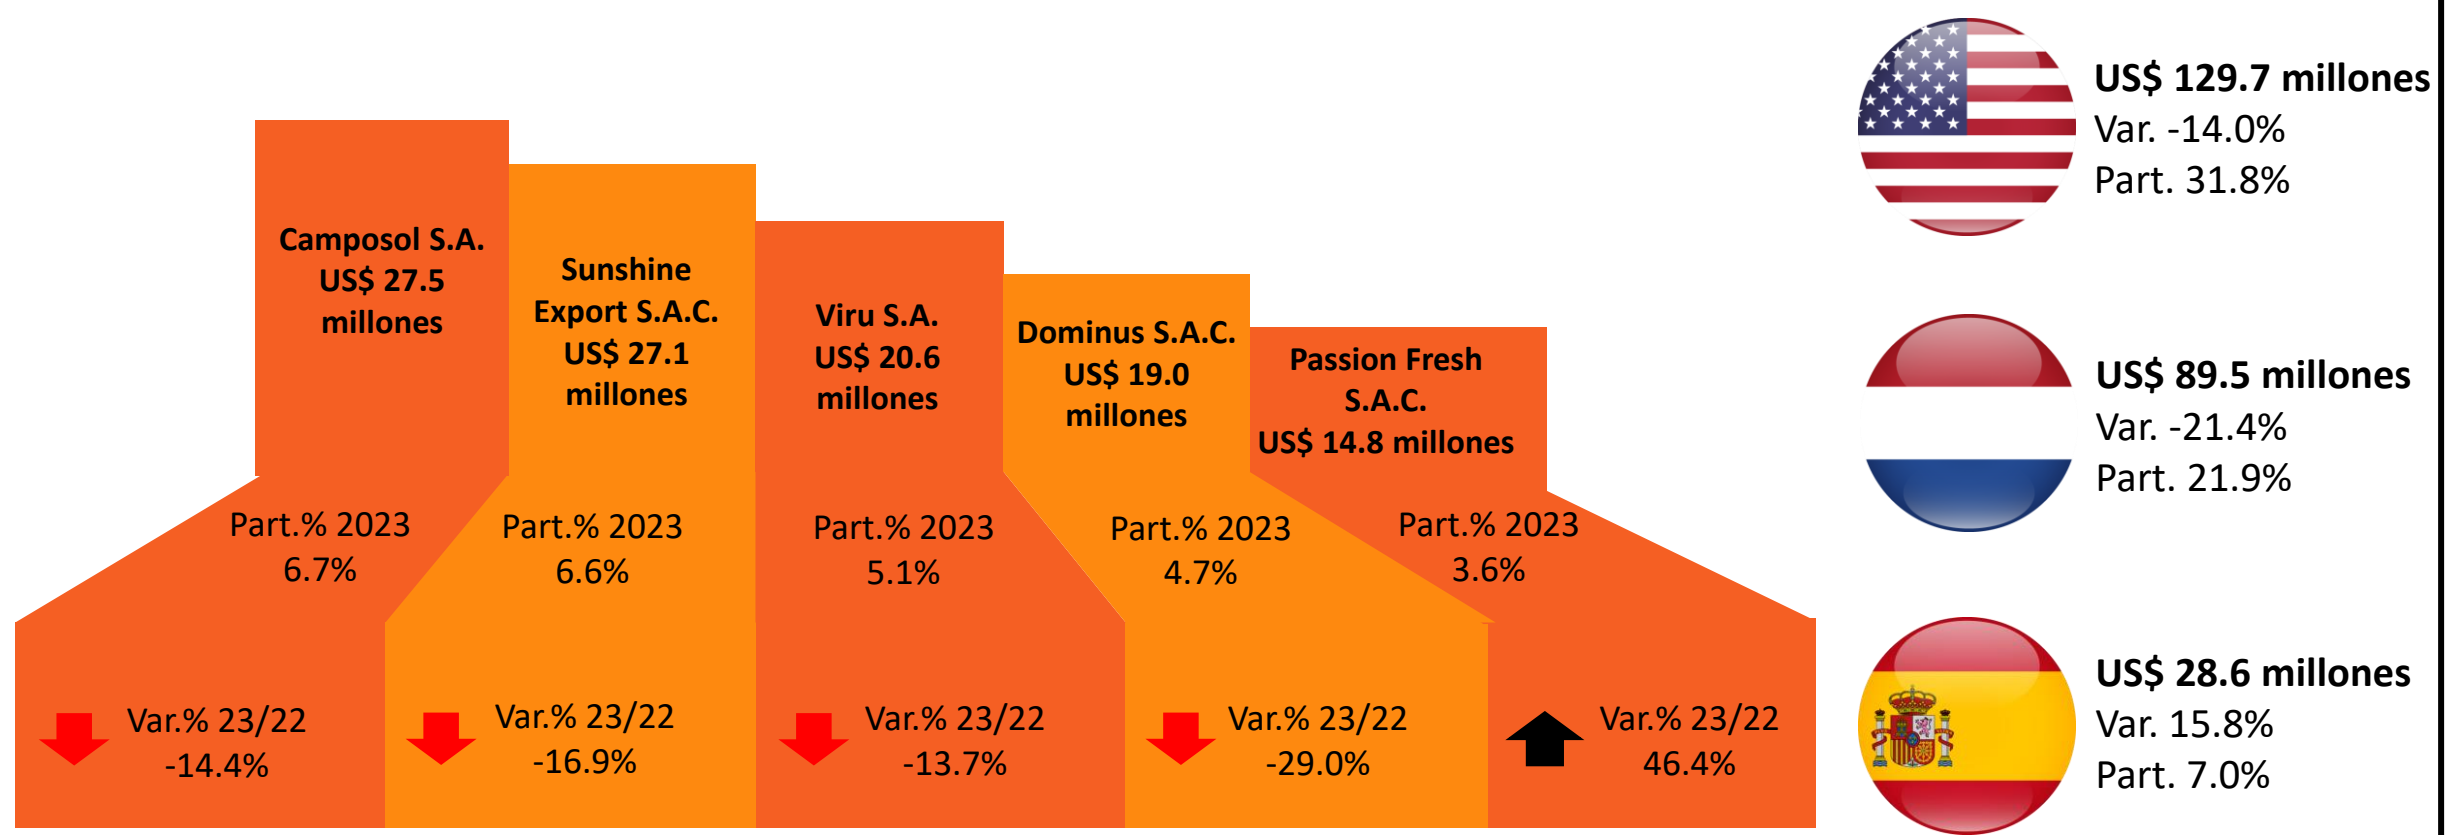 Camposol S.A.
US$ 27.5
millones
Part.% 2023
6.7%
Var.% 23/22
-14.4%
Sunshine
Export S.A.C.
US$ 27.1
millones
Part.% 2023
6.6%
Var.% 23/22
-16.9%
Viru S.A.
US$ 20.6
millones
Part.% 2023
5.1%
Var.% 23/22
-13.7%
Dominus S.A.C.
US$ 19.0
millones
Part.% 2023
4.7%
Var.% 23/22
-29.0%
Passion Fresh
S.A.C.
US$ 14.8 millones
Part.% 2023
3.6%
Var.% 23/22
46.4%
US$ 129.7 millones
Var. -14.0%
Part. 31.8%
US$ 89.5 millones
Var. -21.4%
Part. 21.9%
US$ 28.6 millones
Var. 15.8%
Part. 7.0%